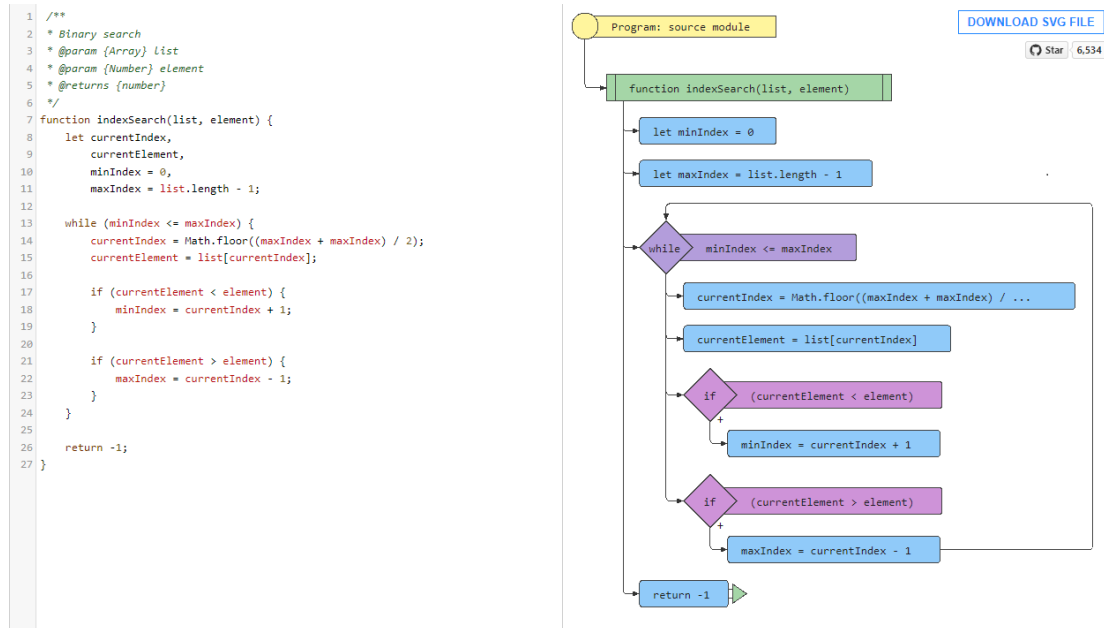 1 /**
2 * Binary search
3 * @param {Array} list
4 * @param {Number} element
5 * @returns {number}
6 */
7 function indexSearch(list, element) {
8 let currentIndex,
9 currentElement,
10 minIndex = 0,
11 maxIndex = list.length - 1;
12
13 while (minIndex <= maxIndex) {
14 currentIndex = Math.floor((maxIndex + maxIndex) / 2);
15 currentElement = list[currentIndex];
16
17 if (currentElement < element) {
18 minIndex = currentIndex + 1;
19 }
20
21 if (currentElement > element) {
22 maxIndex = currentIndex - 1;
23 }
24 }
25
26 return -1;
27 }
Program: source module
DOWNLOAD SVG FILE
Star 6,534
function indexSearch(list, element)
let minIndex = 0
let maxIndex = list.length - 1
while minIndex <= maxIndex
currentIndex = Math.floor((maxIndex + maxIndex) / ...
currentElement = list[currentIndex]
if (currentElement < element)
+
minIndex = currentIndex + 1
if (currentElement > element)
+
maxIndex = currentIndex - 1
return -1